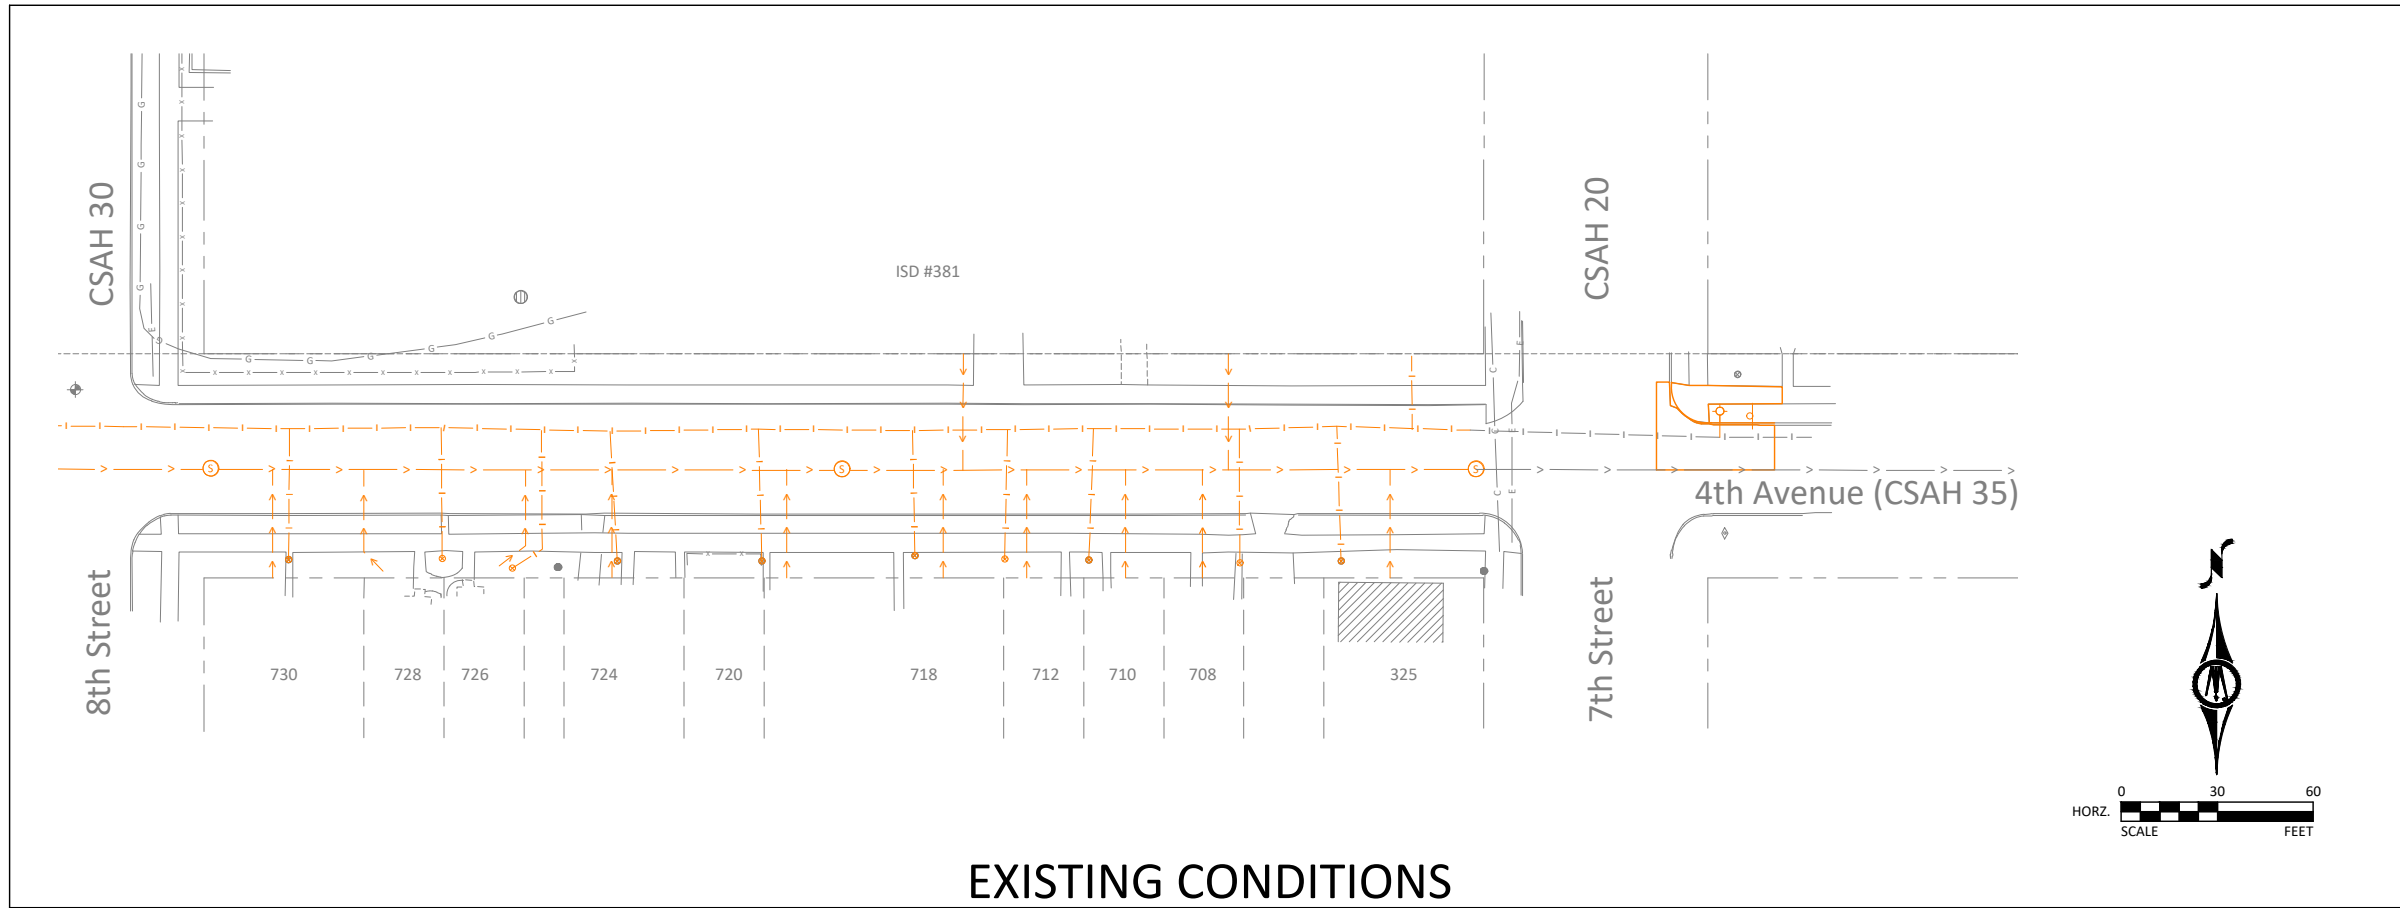 CSAH 30
CSAH 20
ISD #381
4th Avenue (CSAH 35)
8th Street
7th Street
730
728
726
724
720
718
712
710
708
325
S
S
S
N
0 30 60
HORZ.
SCALE FEET
EXISTING CONDITIONS